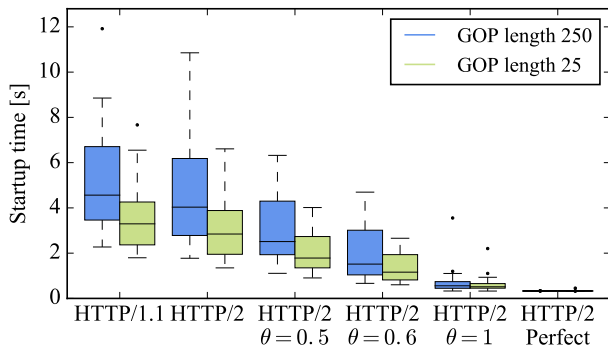 12
10
8
6
4
2
0
Startup time [s]
GOP length 250
GOP length 25
HTTP/1.1
HTTP/2
HTTP/2
θ = 0.5
HTTP/2
θ = 0.6
HTTP/2
θ = 1
HTTP/2
Perfect